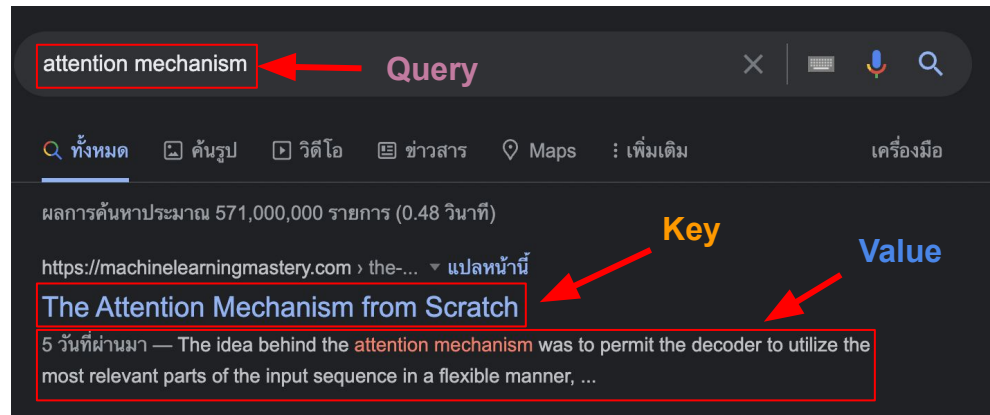 attention mechanism
Query
ทั้งหมด ค้นรูป วิดีโอ ข่าวสาร Maps เพิ่มเติม เครื่องมือ
ผลการค้นหาประมาณ 571,000,000 รายการ (0.48 วินาที)
Key
Value
https://machinelearningmastery.com › the-... แปลหน้านี้
The Attention Mechanism from Scratch
5 วันที่ผ่านมา — The idea behind the attention mechanism was to permit the decoder to utilize the
most relevant parts of the input sequence in a flexible manner, ...